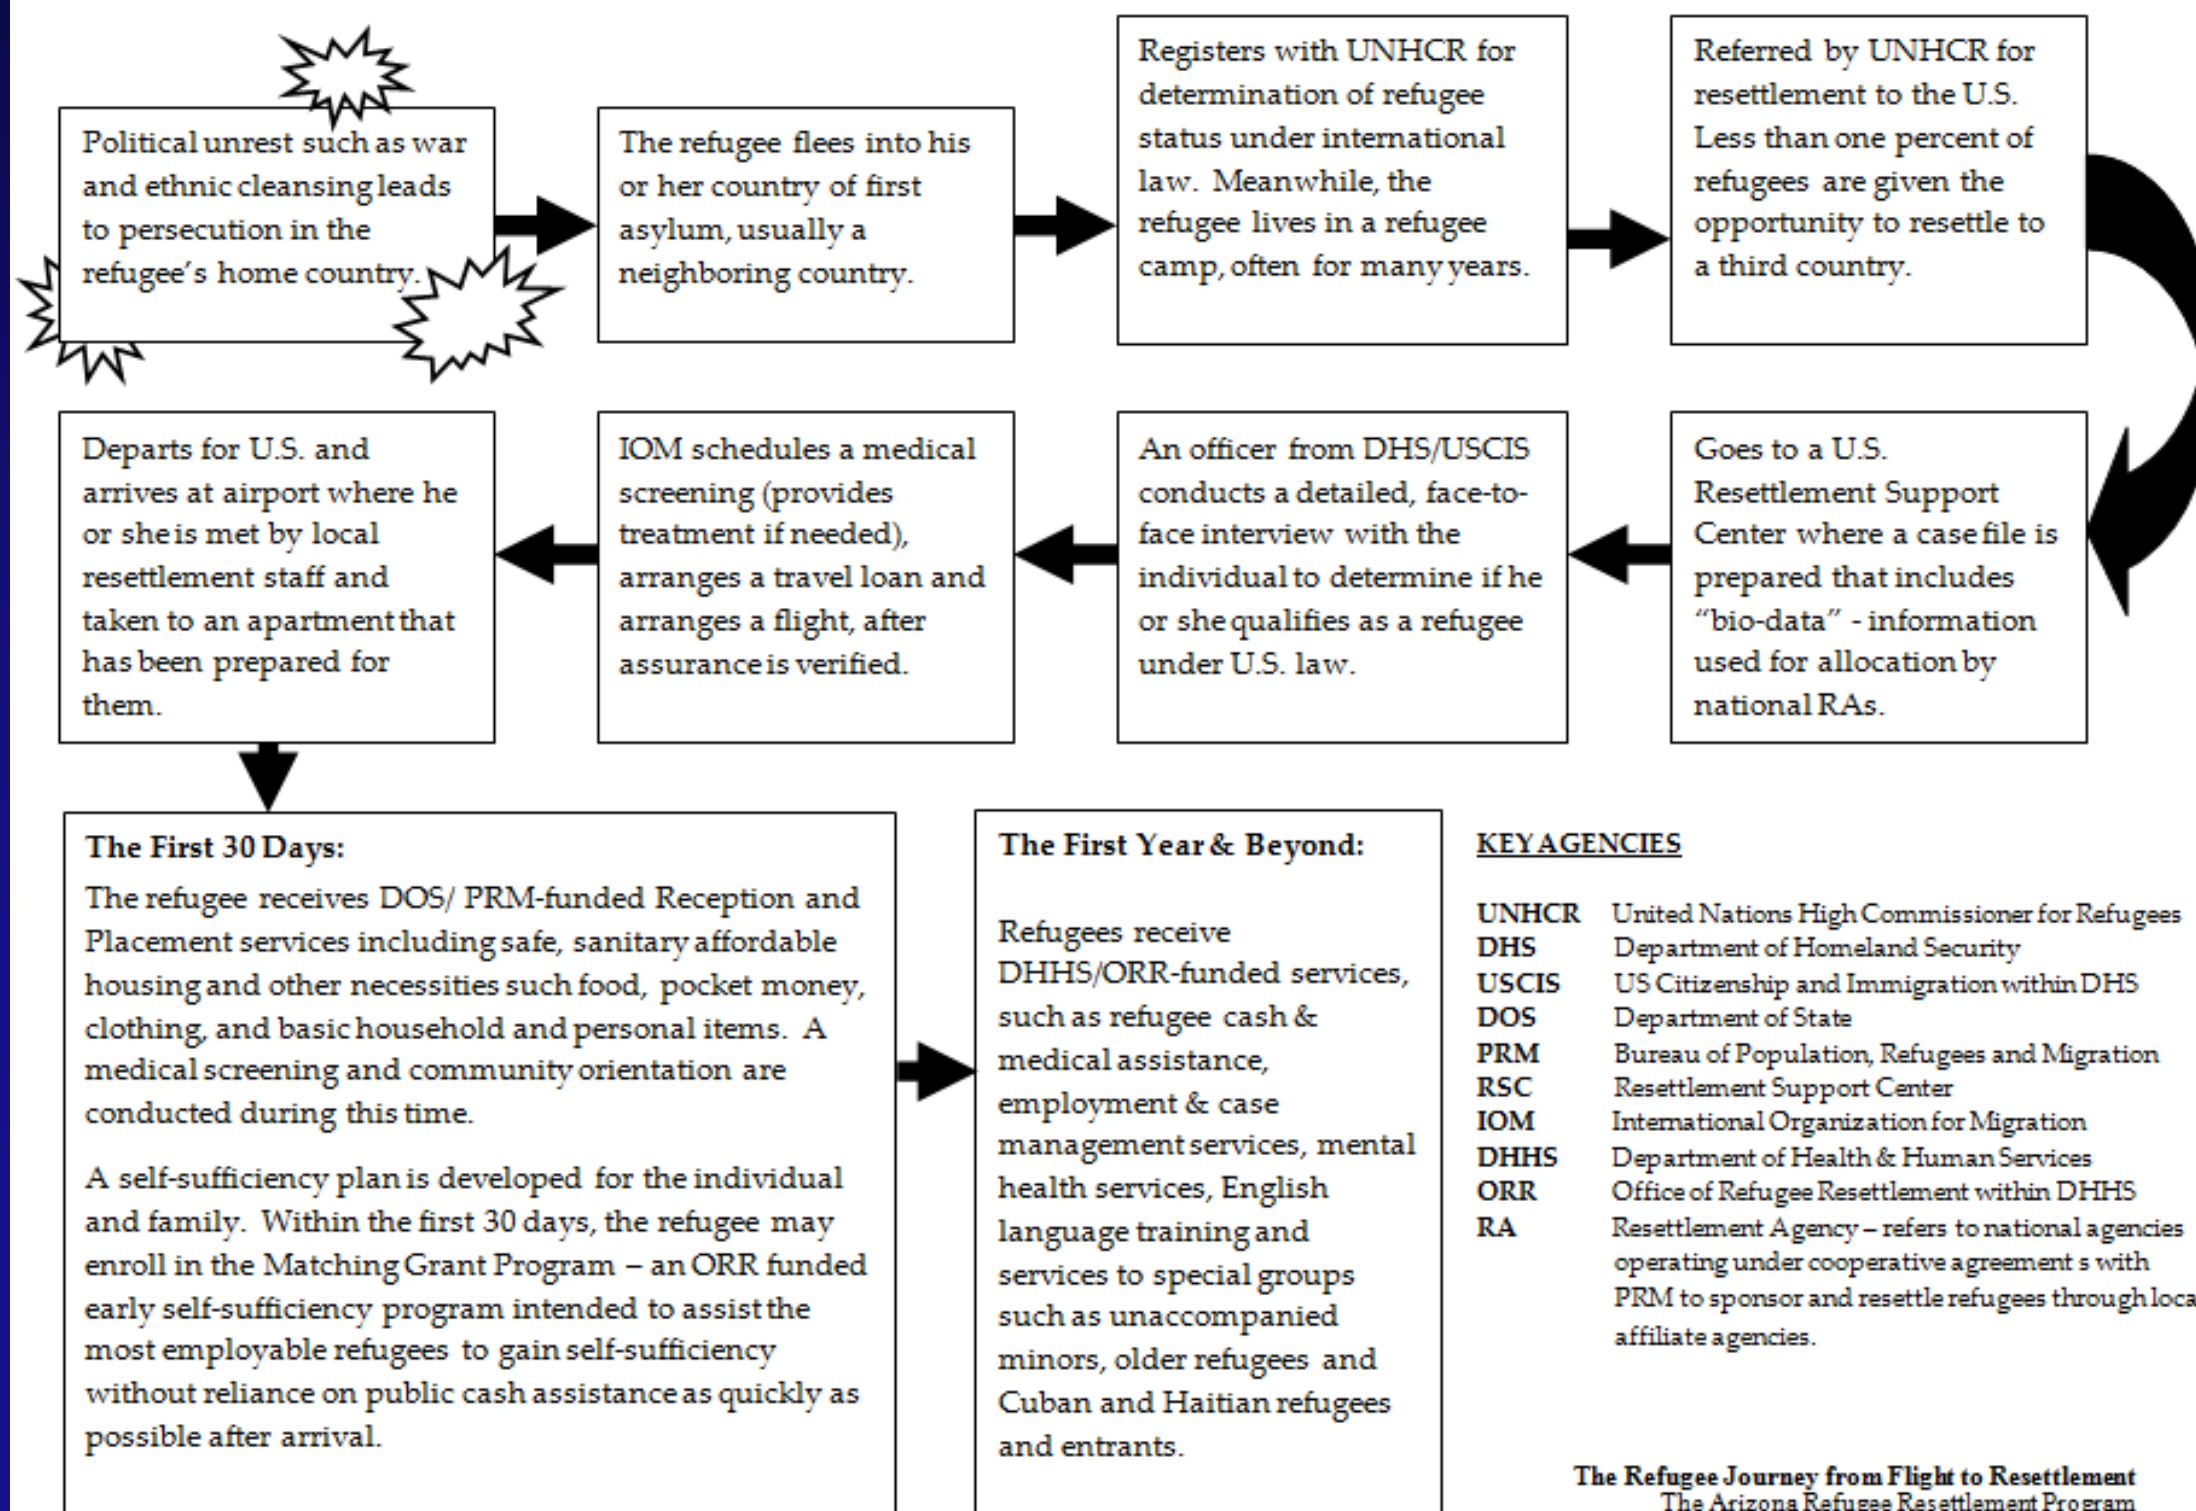 Political unrest such as war
and ethnic cleansing leads
to persecution in the
refugee's home country.
The refugee flees into his
or her country of first
asylum, usually a
neighboring country.
Registers with UNHCR for
determination of refugee
status under international
law. Meanwhile, the
refugee lives in a refugee
camp, often for many years.
Referred by UNHCR for
resettlement to the U.S.
Less than one percent of
refugees are given the
opportunity to resettle to
a third country.
Goes to a U.S.
Resettlement Support
Center where a case file is
prepared that includes
"bio-data" - information
used for allocation by
national RAs.
An officer from DHS/USCIS
conducts a detailed, face-to-
face interview with the
individual to determine if he
or she qualifies as a refugee
under U.S. law.
IOM schedules a medical
screening (provides
treatment if needed),
arranges a travel loan and
arranges a flight, after
assurance is verified.
Departs for U.S. and
arrives at airport where he
or she is met by local
resettlement staff and
taken to an apartment that
has been prepared for
them.
The First 30 Days:
The refugee receives DOS/ PRM-funded Reception and
Placement services including safe, sanitary affordable
housing and other necessities such food, pocket money,
clothing, and basic household and personal items. A
medical screening and community orientation are
conducted during this time.
A self-sufficiency plan is developed for the individual
and family. Within the first 30 days, the refugee may
enroll in the Matching Grant Program – an ORR funded
early self-sufficiency program intended to assist the
most employable refugees to gain self-sufficiency
without reliance on public cash assistance as quickly as
possible after arrival.
The First Year & Beyond:
Refugees receive
DHHS/ORR-funded services,
such as refugee cash &
medical assistance,
employment & case
management services, mental
health services, English
language training and
services to special groups
such as unaccompanied
minors, older refugees and
Cuban and Haitian refugees
and entrants.
KEY AGENCIES
UNHCR United Nations High Commissioner for Refugees
DHS Department of Homeland Security
USCIS US Citizenship and Immigration within DHS
DOS Department of State
PRM Bureau of Population, Refugees and Migration
RSC Resettlement Support Center
IOM International Organization for Migration
DHHS Department of Health & Human Services
ORR Office of Refugee Resettlement within DHHS
RA Resettlement Agency – refers to national agencies
operating under cooperative agreement s with
PRM to sponsor and resettle refugees through loca
affiliate agencies.
The Refugee Journey from Flight to Resettlement
The Arizona Refugee Resettlement Program